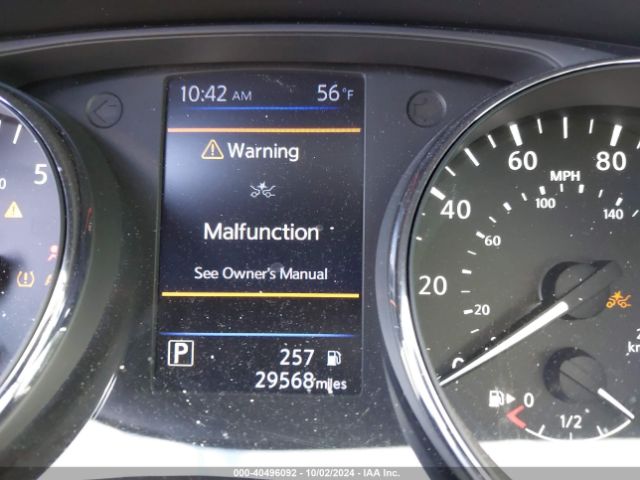 10:42 AM 56°F
Warning
Malfunction
See Owner's Manual
P 257
29568 miles
5
20
40
60
80
MPH
20
60
100
140
0
1/2
000-40496092 - 10/02/2024 - IAA Inc.